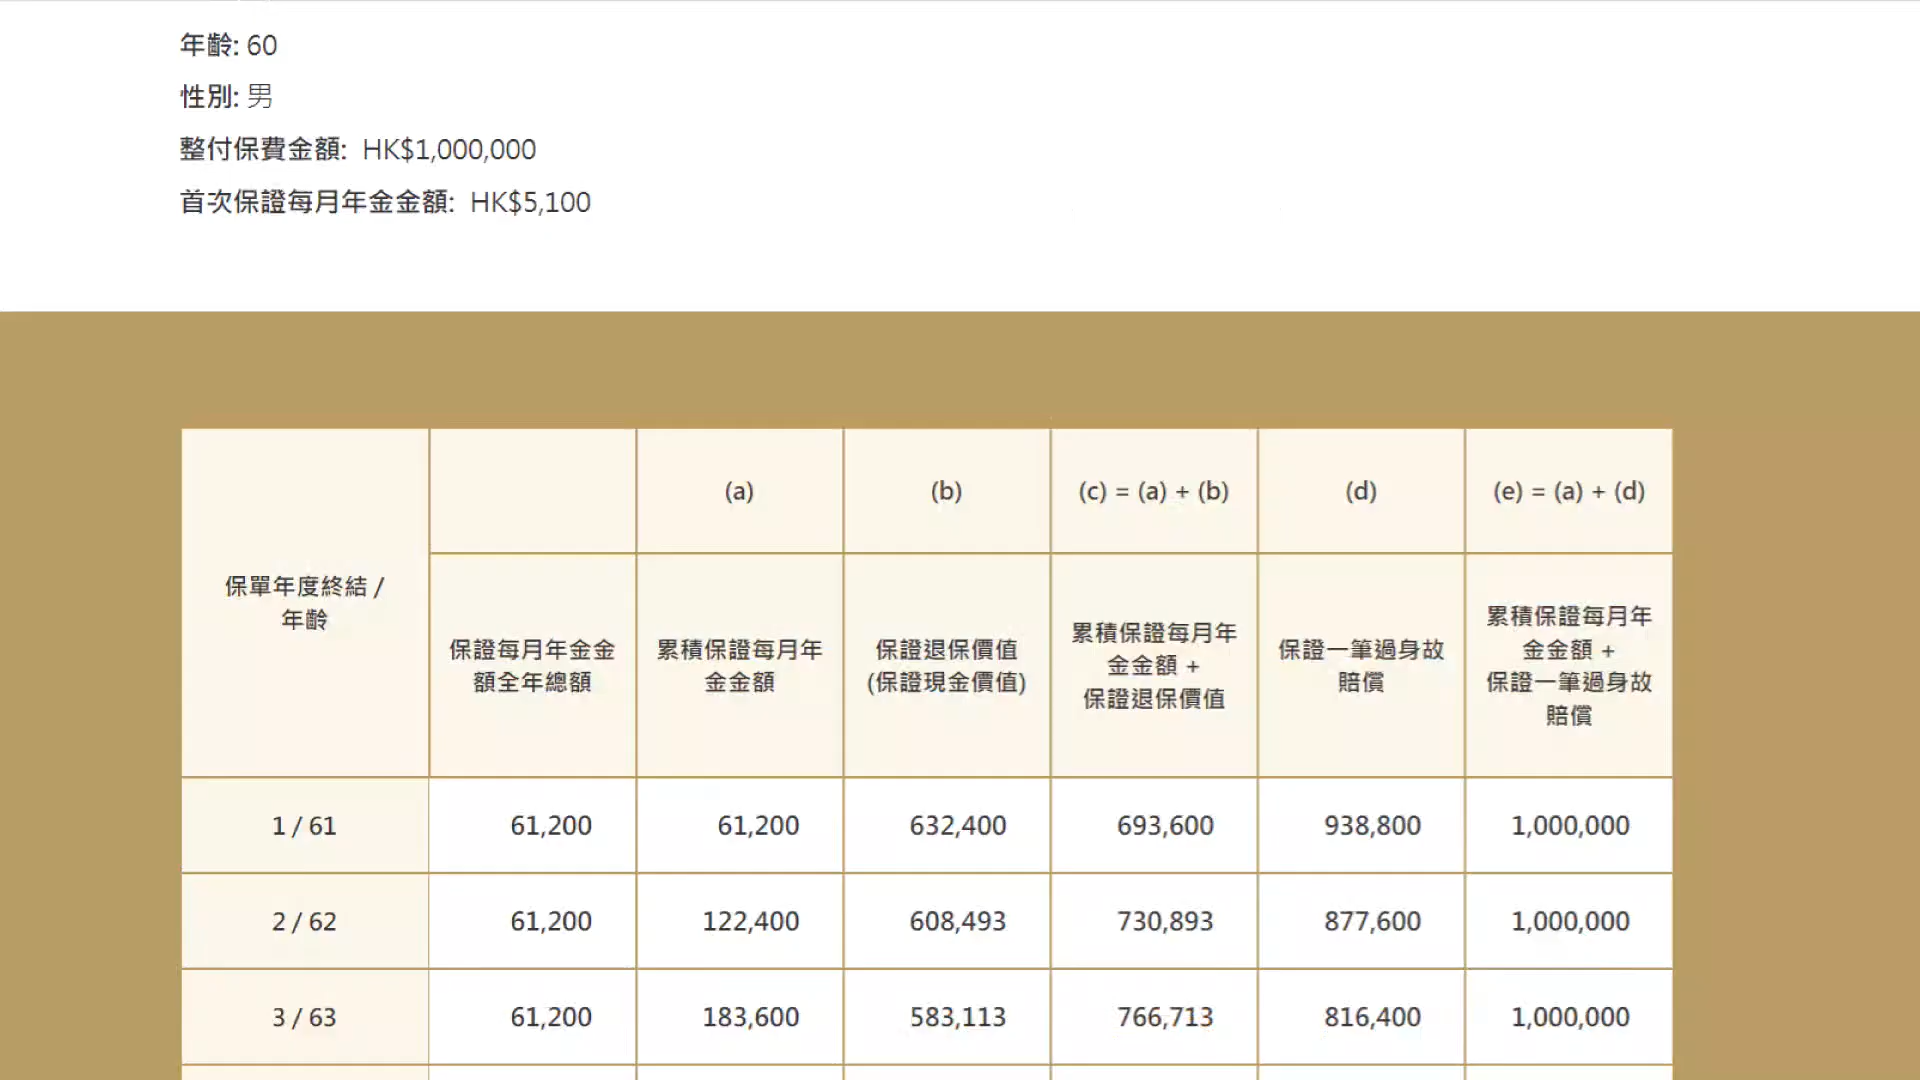 年齡: 60
性別: 男
整付保費金額: HK$1,000,000
首次保證每月年金金額: HK$5,100
(a) (b) (c) = (a) + (b) (d) (e) = (a) + (d)
保單年度終結 /
年齡
保證每月年金金
額全年總額
累積保證每月年
金金額
保證退保價值
(保證現金價值)
累積保證每月年
金金額 +
保證退保價值
保證一筆過身故
賠償
累積保證每月年
金金額 +
保證一筆過身故
賠償
1 / 61 61,200 61,200 632,400 693,600 938,800 1,000,000
2 / 62 61,200 122,400 608,493 730,893 877,600 1,000,000
3 / 63 61,200 183,600 583,113 766,713 816,400 1,000,000